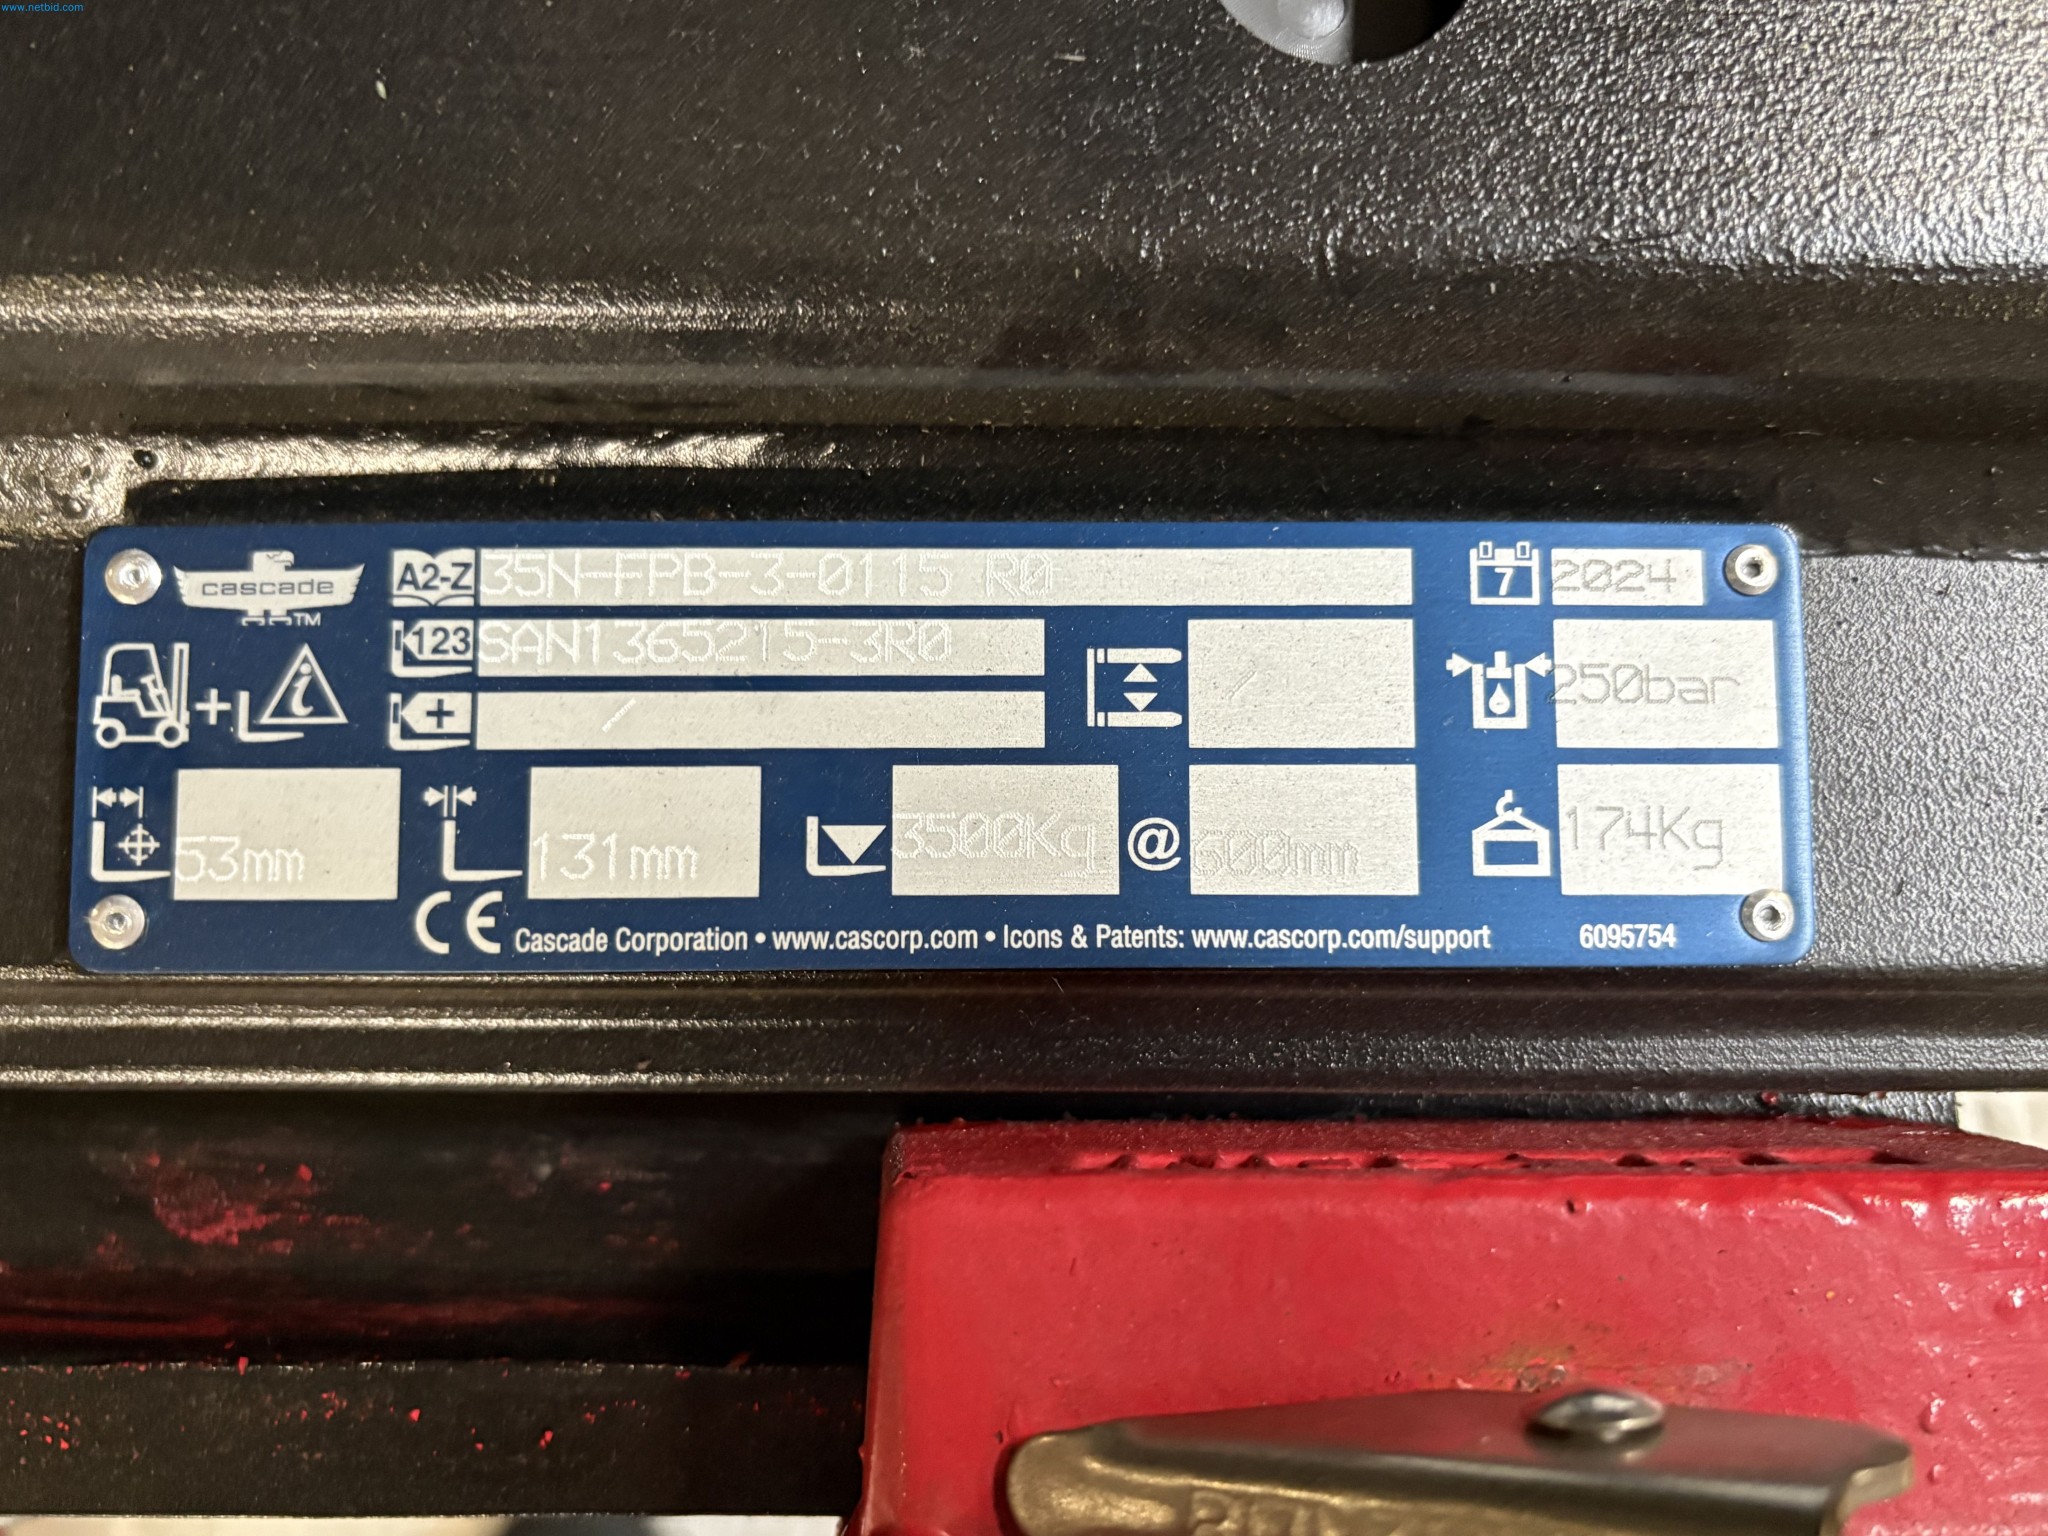 www.netbid.com
cascade™
A2-Z 35N-FPB-3-0115 R0
7 2024
123 SAN1365215-3R0
i
+
+ /
/
250bar
53mm
131mm
3500Kg @ 600mm
174Kg
CE Cascade Corporation • www.cascorp.com • Icons & Patents: www.cascorp.com/support 6095754